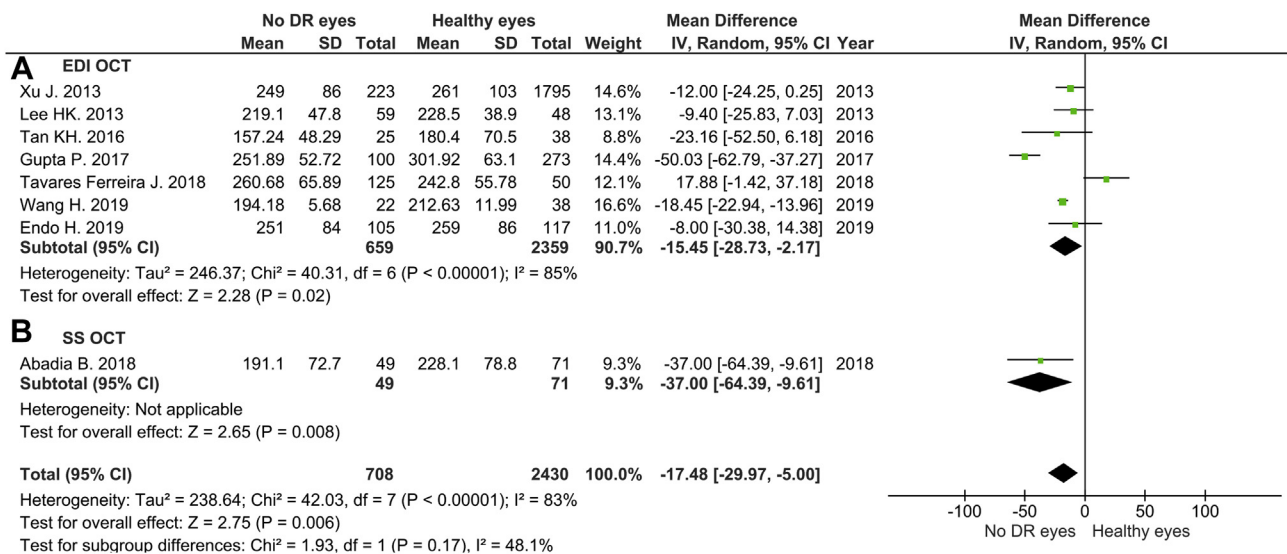 No DR eyes Healthy eyes Mean Difference Mean Difference
Mean SD Total Mean SD Total Weight IV, Random, 95% CI Year IV, Random, 95% CI
A EDI OCT
Xu J. 2013 249 86 223 261 103 1795 14.6% -12.00 [-24.25, 0.25] 2013
Lee HK. 2013 219.1 47.8 59 228.5 38.9 48 13.1% -9.40 [-25.83, 7.03] 2013
Tan KH. 2016 157.24 48.29 25 180.4 70.5 38 8.8% -23.16 [-52.50, 6.18] 2016
Gupta P. 2017 251.89 52.72 100 301.92 63.1 273 14.4% -50.03 [-62.79, -37.27] 2017
Tavares Ferreira J. 2018 260.68 65.89 125 242.8 55.78 50 12.1% 17.88 [-1.42, 37.18] 2018
Wang H. 2019 194.18 5.68 22 212.63 11.99 38 16.6% -18.45 [-22.94, -13.96] 2019
Endo H. 2019 251 84 105 259 86 117 11.0% -8.00 [-30.38, 14.38] 2019
Subtotal (95% CI) 659 2359 90.7% -15.45 [-28.73, -2.17]
Heterogeneity: Tau² = 246.37; Chi² = 40.31, df = 6 (P < 0.00001); I² = 85%
Test for overall effect: Z = 2.28 (P = 0.02)
B SS OCT
Abadia B. 2018 191.1 72.7 49 228.1 78.8 71 9.3% -37.00 [-64.39, -9.61] 2018
Subtotal (95% CI) 49 71 9.3% -37.00 [-64.39, -9.61]
Heterogeneity: Not applicable
Test for overall effect: Z = 2.65 (P = 0.008)
Total (95% CI) 708 2430 100.0% -17.48 [-29.97, -5.00]
Heterogeneity: Tau² = 238.64; Chi² = 42.03, df = 7 (P < 0.00001); I² = 83%
Test for overall effect: Z = 2.75 (P = 0.006)
Test for subgroup differences: Chi² = 1.93, df = 1 (P = 0.17), I² = 48.1%
-100 -50 0 50 100
No DR eyes Healthy eyes